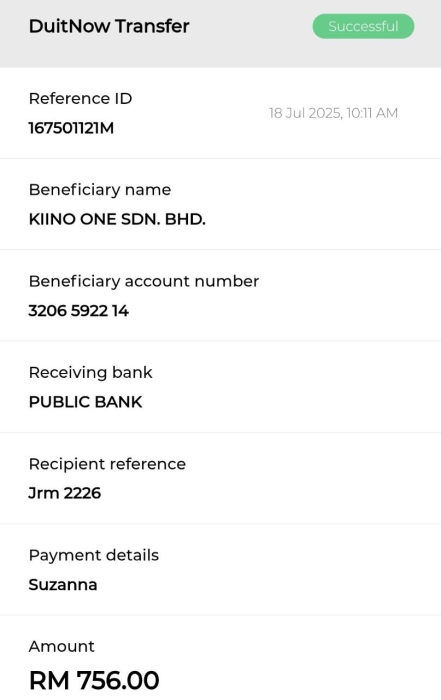 DuitNow Transfer
Successful
Reference ID
18 Jul 2025, 10:11 AM
167501121M
Beneficiary name
KIINO ONE SDN. BHD.
Beneficiary account number
3206 5922 14
Receiving bank
PUBLIC BANK
Recipient reference
Jrm 2226
Payment details
Suzanna
Amount
RM 756.00